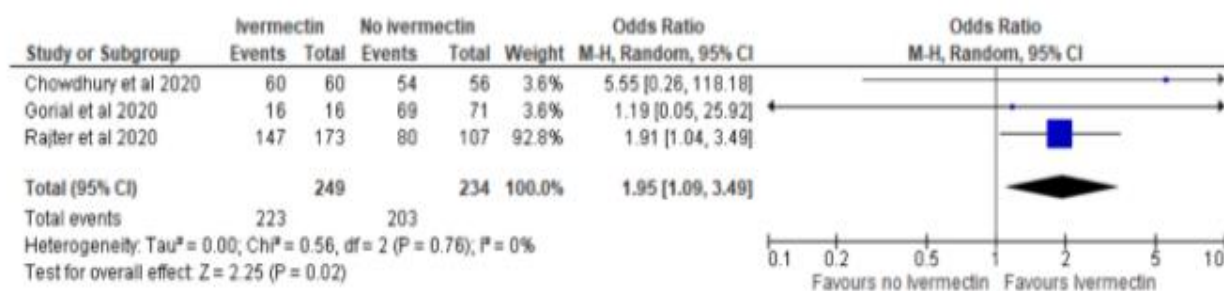 Ivermectin No ivermectin Odds Ratio Odds Ratio
Study or Subgroup Events Total Events Total Weight M-H, Random, 95% CI M-H, Random, 95% CI
Chowdhury et al 2020 60 60 54 56 3.6% 5.55 [0.26, 118.18]
Gorial et al 2020 16 16 69 71 3.6% 1.19 [0.05, 25.92]
Rajter et al 2020 147 173 80 107 92.8% 1.91 [1.04, 3.49]
Total (95% CI) 249 234 100.0% 1.95 [1.09, 3.49]
Total events 223 203
Heterogeneity: Tau² = 0.00; Chi² = 0.56, df = 2 (P = 0.76); I² = 0%
Test for overall effect: Z = 2.25 (P = 0.02)
0.1 0.2 0.5 1 2 5 10
Favours no Ivermectin Favours Ivermectin